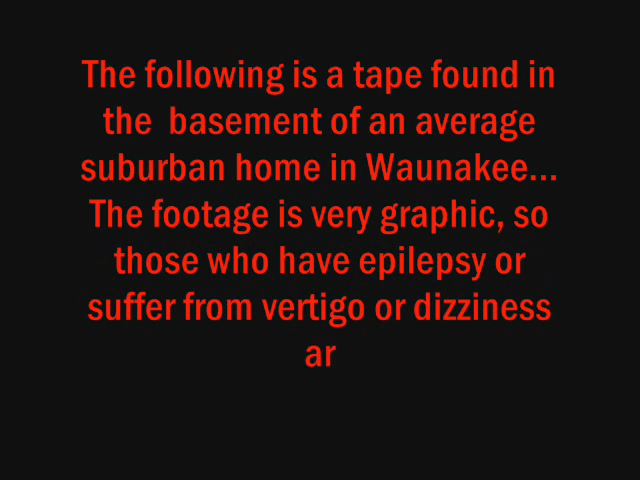 The following is a tape found in
the  basement of an average
suburban home in Waunakee...
The footage is very graphic, so
those who have epilepsy or
suffer from vertigo or dizziness
ar